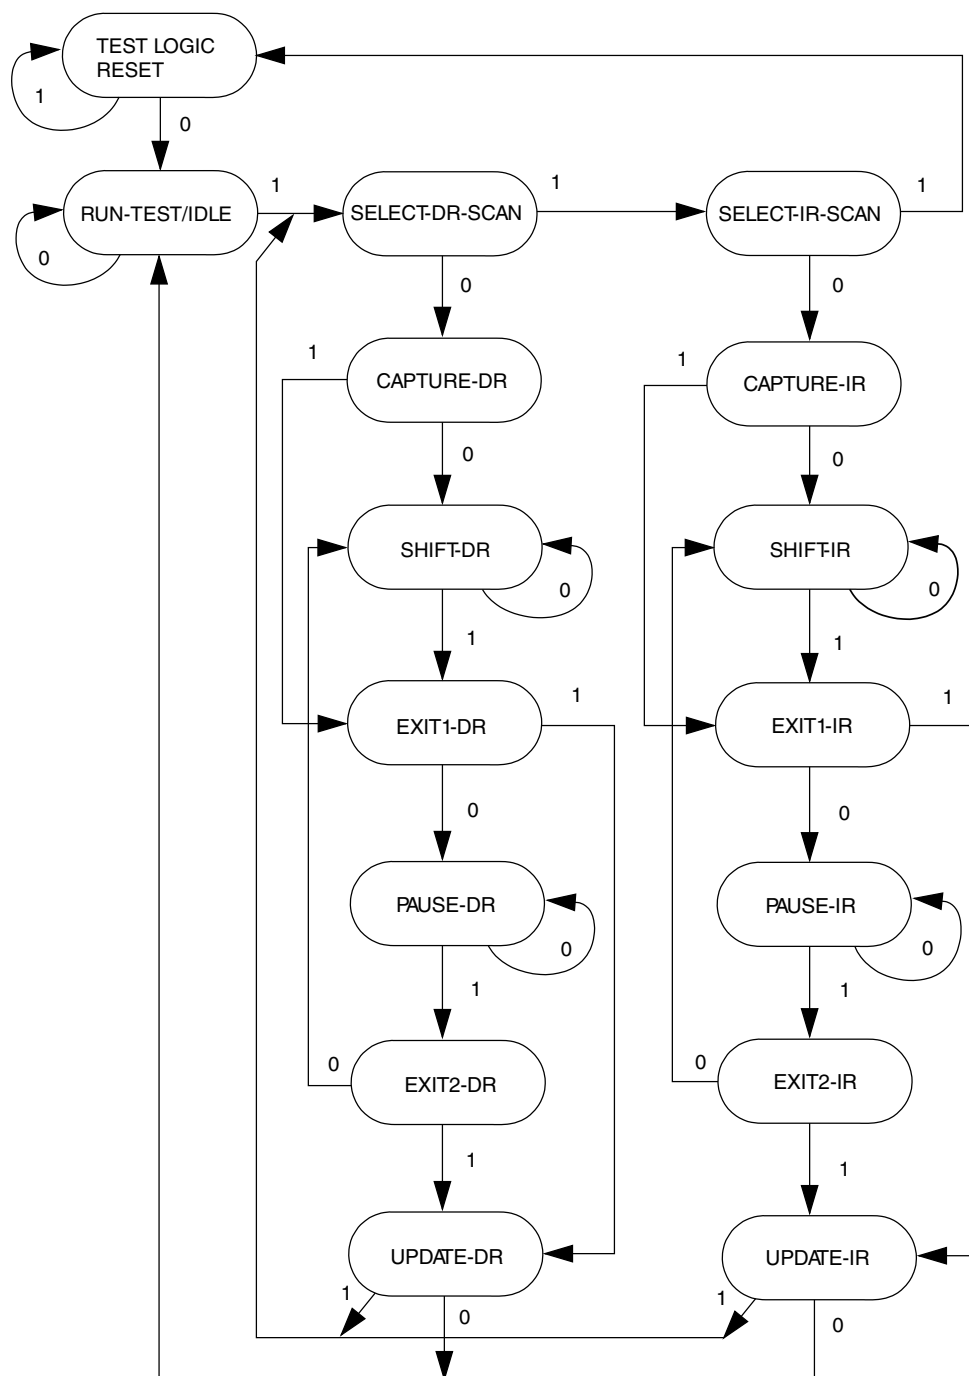 TEST LOGIC
RESET
1
0
RUN-TEST/IDLE
0
1
SELECT-DR-SCAN
1
SELECT-IR-SCAN
1
0
0
1
CAPTURE-DR
1
CAPTURE-IR
0
0
SHIFT-DR
0
SHIFT-IR
0
1
1
EXIT1-DR
1
EXIT1-IR
1
0
0
PAUSE-DR
0
PAUSE-IR
0
1
1
0
EXIT2-DR
0
EXIT2-IR
1
1
UPDATE-DR
UPDATE-IR
1
0
1
0